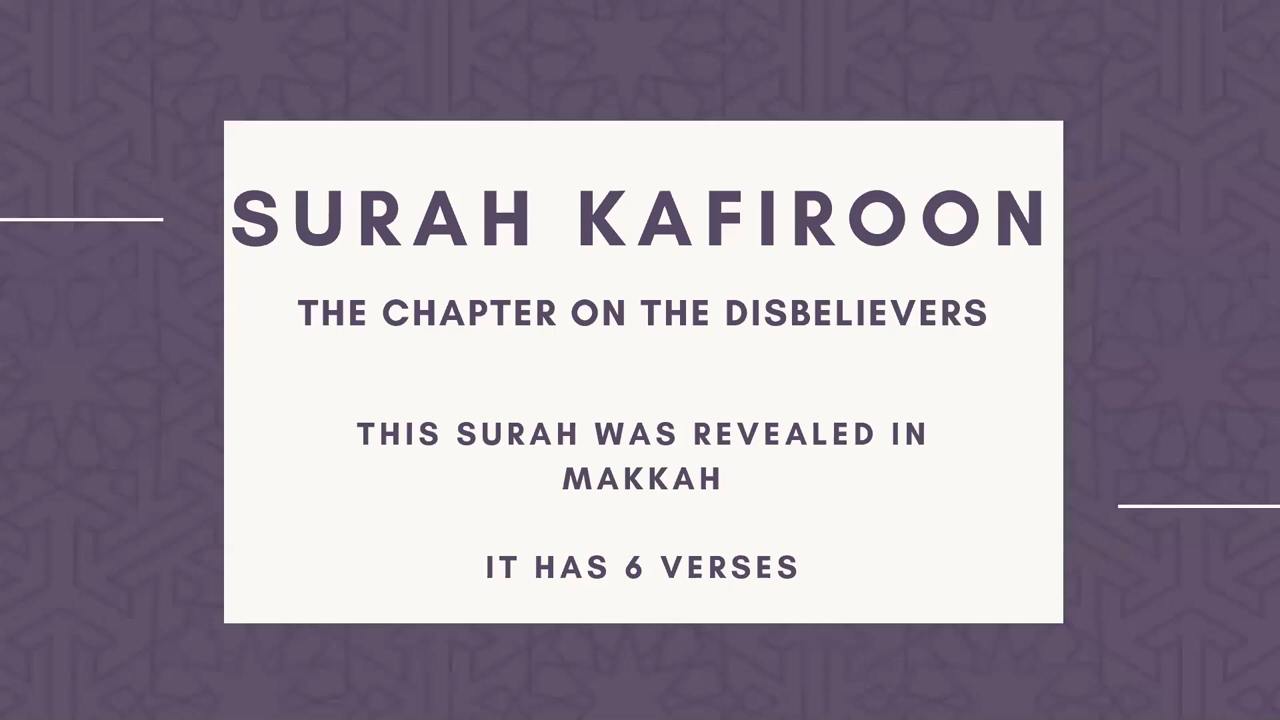 SURAH KAFIROON
THE CHAPTER ON THE DISBELIEVERS
THIS SURAH WAS REVEALED IN
MAKKAH
IT HAS 6 VERSES